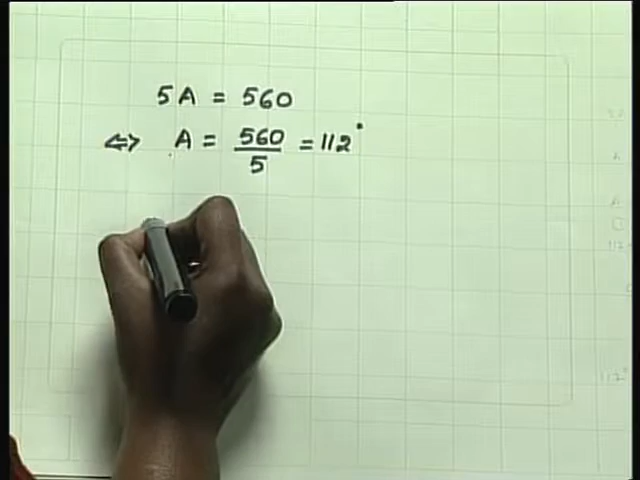 5A = 560
⇔ A = 560/5 = 112°